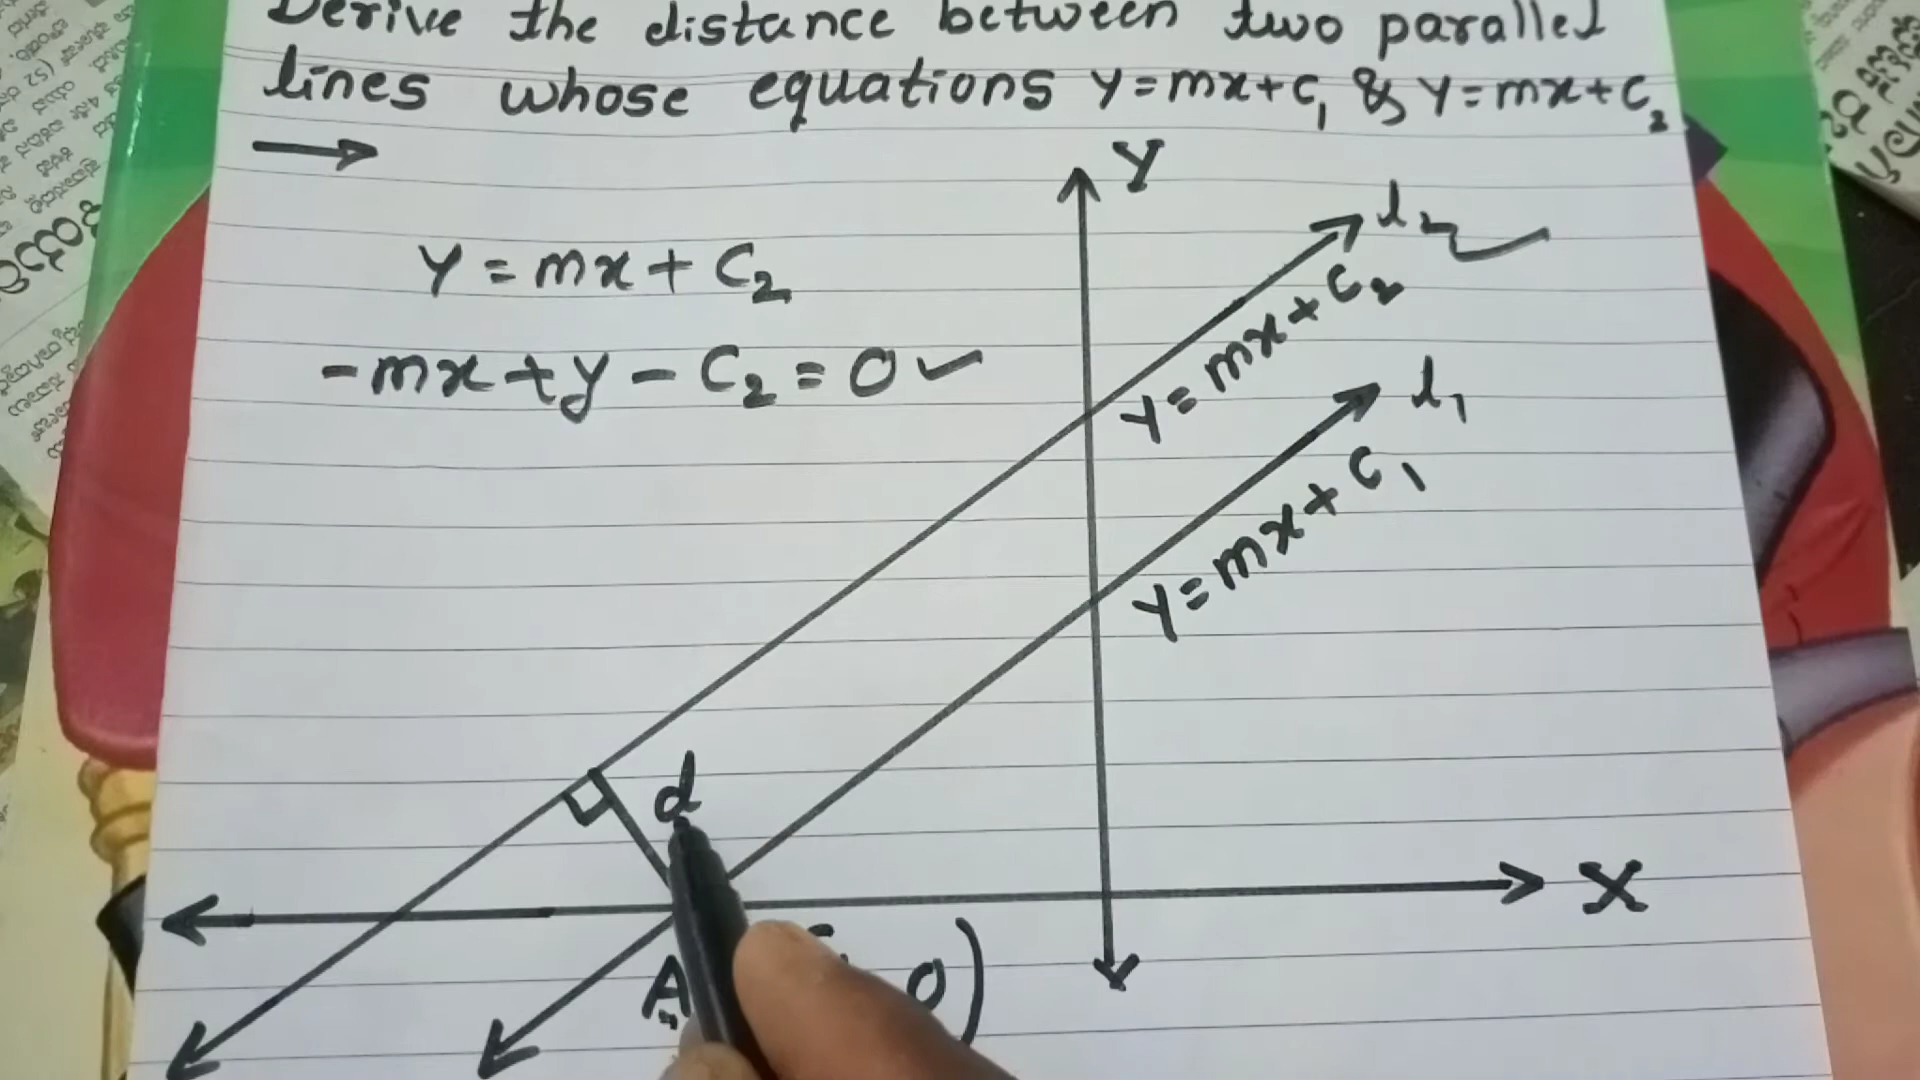 Derive the distance between two parallel
lines whose equations y=mx+c₁ & y=mx+c₂
Y
l₂
y = mx + c₂
y=mx+c₂
-mx+y-c₂=0
l₁
y=mx+c₁
d
X
A 0)